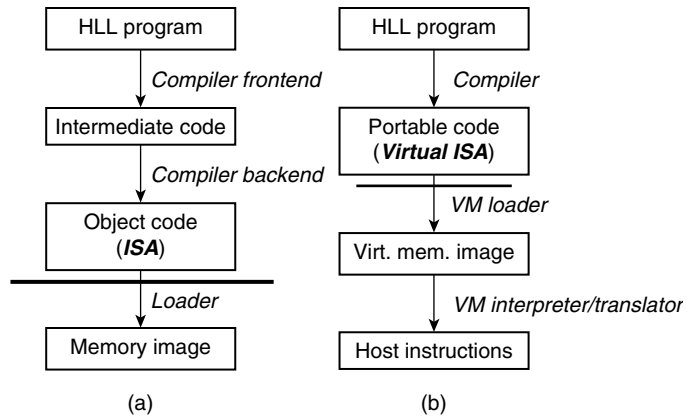 HLL program
Compiler frontend
Intermediate code
Compiler backend
Object code
(ISA)
Loader
Memory image
(a)
HLL program
Compiler
Portable code
(Virtual ISA)
VM loader
Virt. mem. image
VM interpreter/translator
Host instructions
(b)